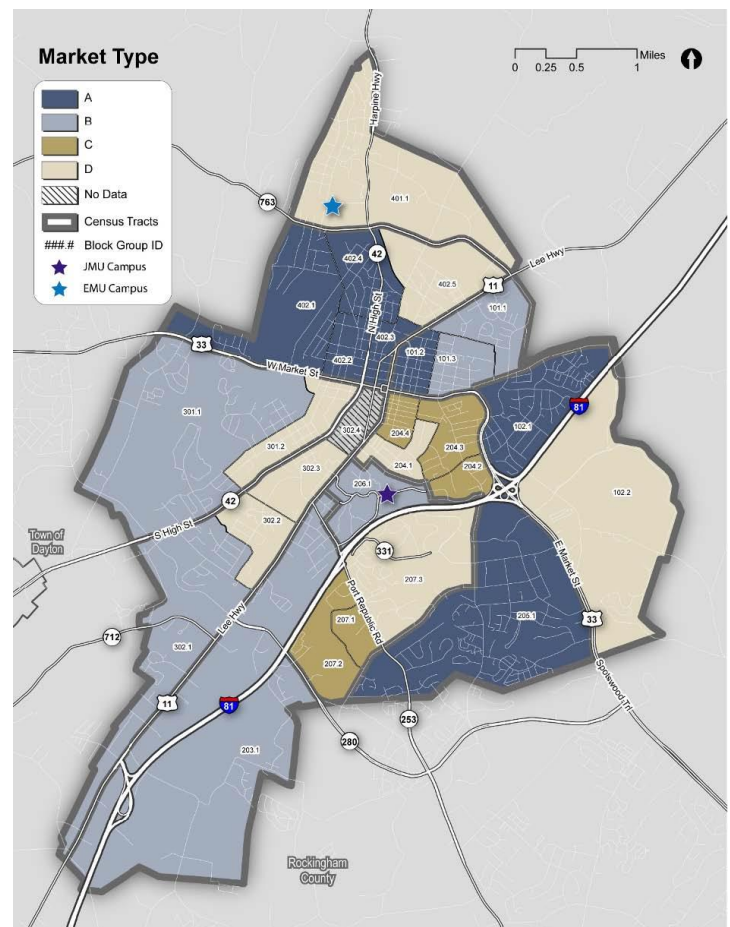 Market Type
A
B
C
D
No Data
Census Tracts
###.# Block Group ID
JMU Campus
EMU Campus
Miles
0 0.25 0.5 1
Harpine Hwy
763
401.1
42
402.4
402.5
11
Lee Hwy
402.1
N High St
101.1
402.3
33
402.2
101.2
101.3
W Market St
81
301.1
302.4
204.4
102.1
301.2
204.3
302.3
204.1
204.2
206.1
102.2
42
302.2
S High St
Town of
Dayton
331
E Market St
207.3
Port Republic Rd
205.1
207.1
33
Lee Hwy
712
302.1
207.2
Spotswood Trl
11
81
253
280
203.1
Rockingham
County